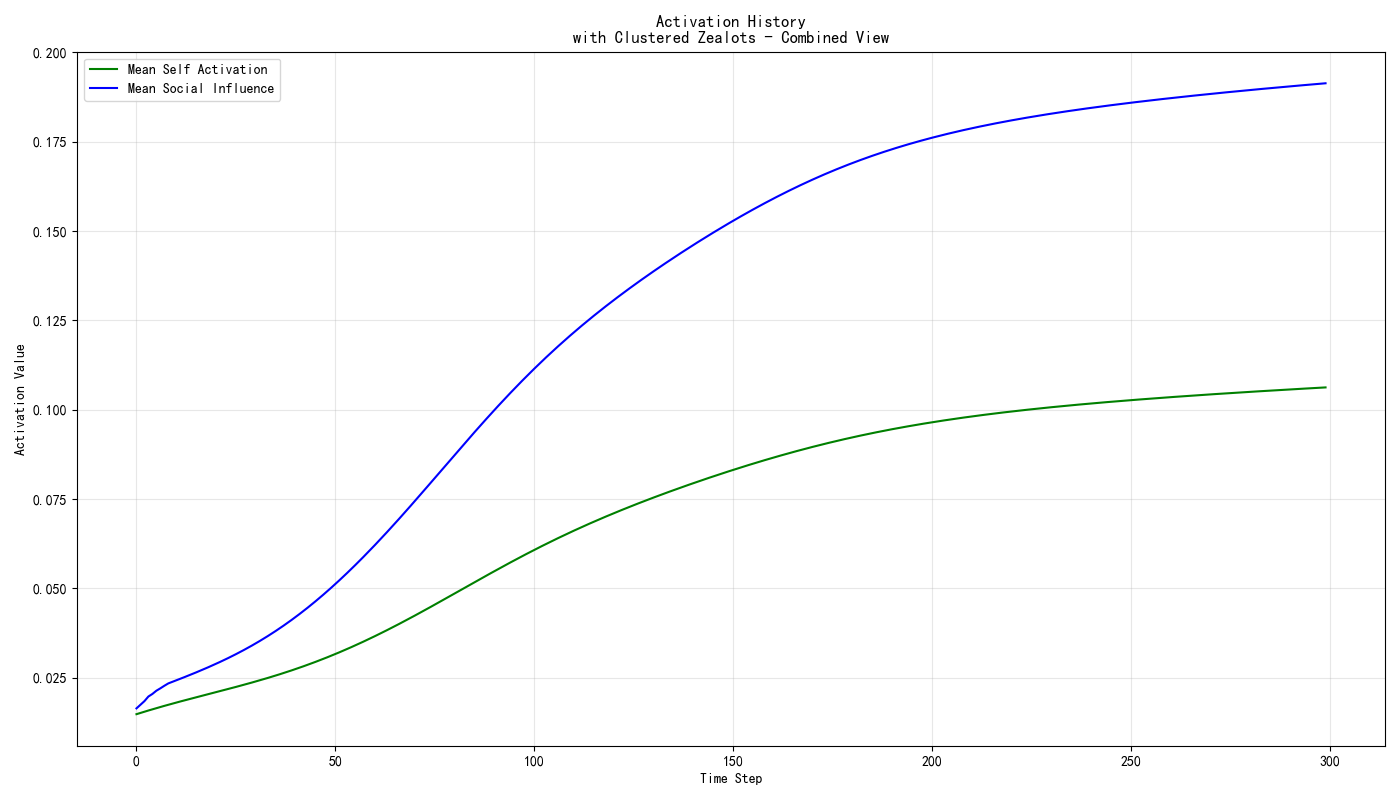 Activation History
with Clustered Zealots − Combined View
Mean Self Activation
Mean Social Influence
Activation Value
0.200
0.175
0.150
0.125
0.100
0.075
0.050
0.025
0
50
100
150
200
250
300
Time Step